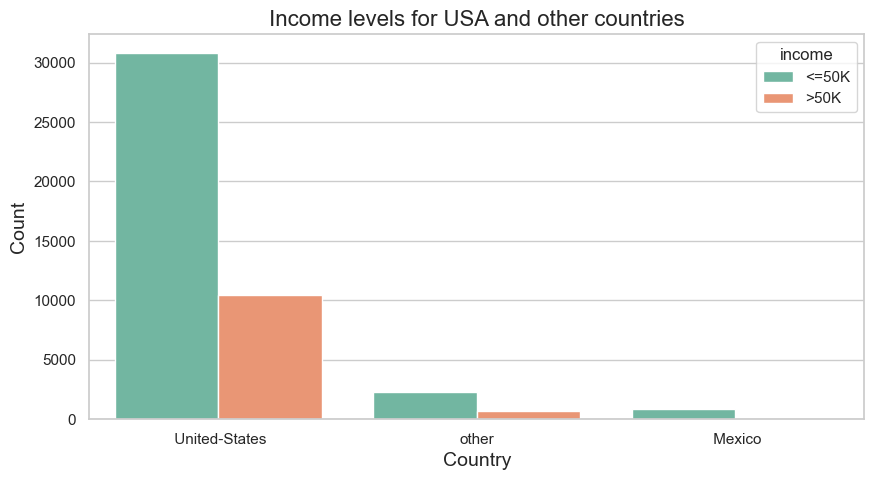 Income levels for USA and other countries
income
<=50K
>50K
30000
25000
20000
15000
10000
5000
0
Count
United-States
other
Mexico
Country